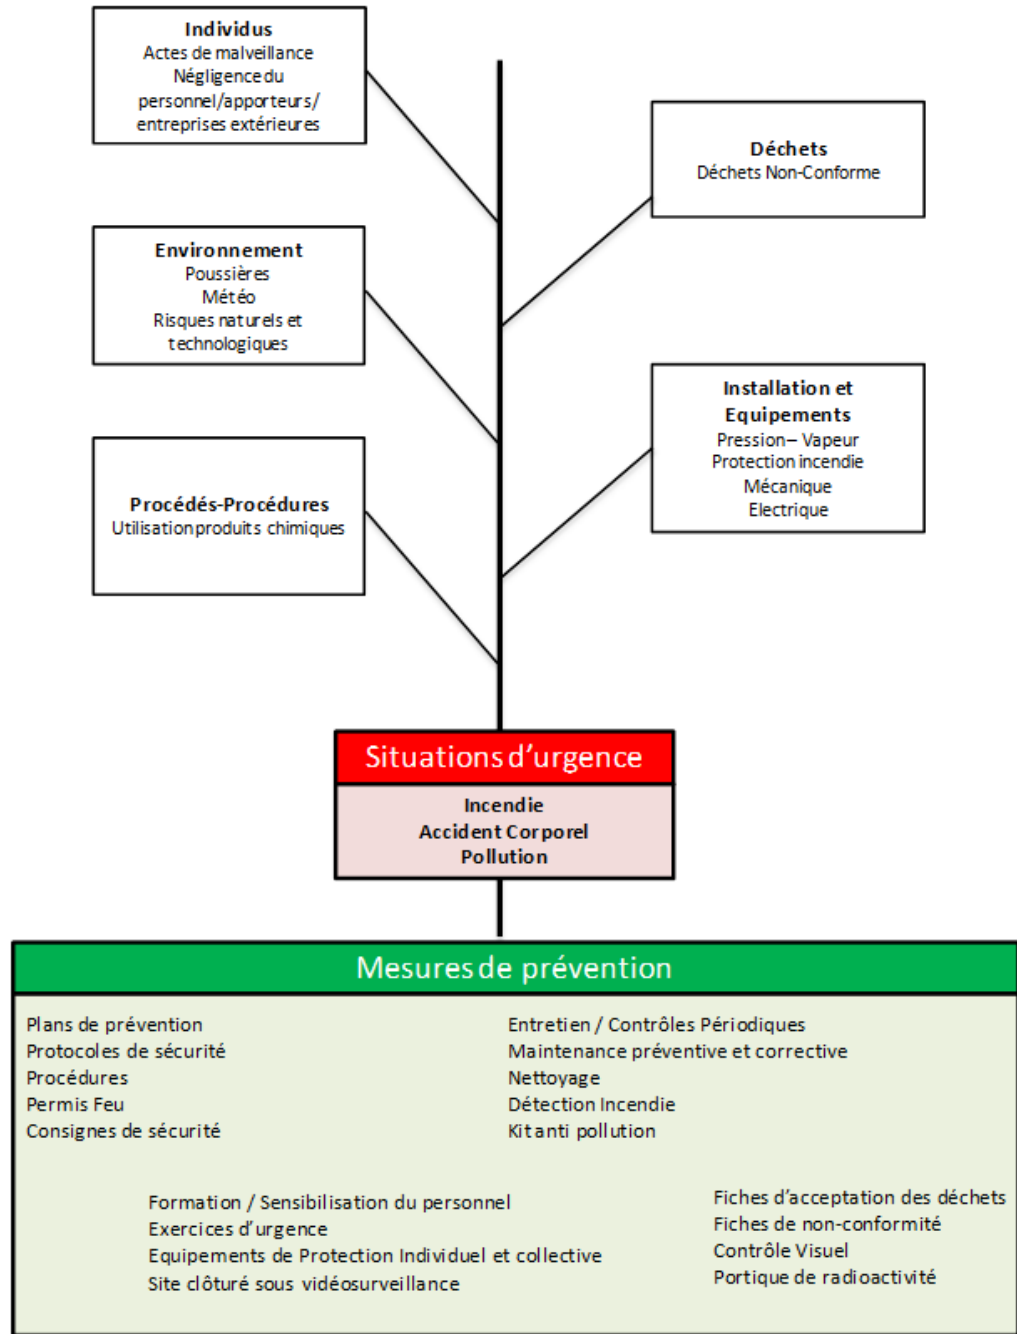 Individus
Actes de malveillance
Négligence du
personnel/apporteurs/
entreprises extérieures
Déchets
Déchets Non-Conforme
Environnement
Poussières
Météo
Risques naturels et
technologiques
Installation et
Equipements
Pression – Vapeur
Protection incendie
Mécanique
Electrique
Procédés-Procédures
Utilisation produits chimiques
Situations d’urgence
Incendie
Accident Corporel
Pollution
Mesures de prévention
Plans de prévention
Protocoles de sécurité
Procédures
Permis Feu
Consignes de sécurité
Entretien / Contrôles Périodiques
Maintenance préventive et corrective
Nettoyage
Détection Incendie
Kit anti pollution
Formation / Sensibilisation du personnel
Exercices d’urgence
Equipements de Protection Individuel et collective
Site clôturé sous vidéosurveillance
Fiches d’acceptation des déchets
Fiches de non-conformité
Contrôle Visuel
Portique de radioactivité